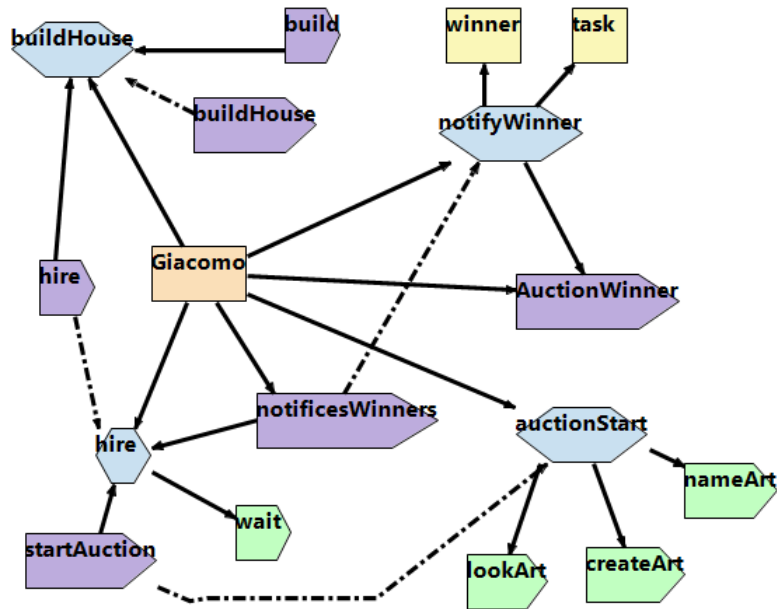 build
winner
task
buildHouse
buildHouse
notifyWinner
Giacomo
hire
AuctionWinner
notificesWinners
auctionStart
hire
nameArt
wait
startAuction
lookArt
createArt